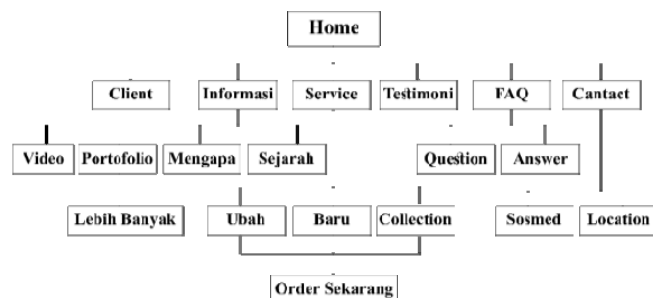 Home
Client Informasi Service Testimoni FAQ Cantact
Video Portofolio Mengapa Sejarah Question Answer
Lebih Banyak Ubah Baru Collection Sosmed Location
Order Sekarang